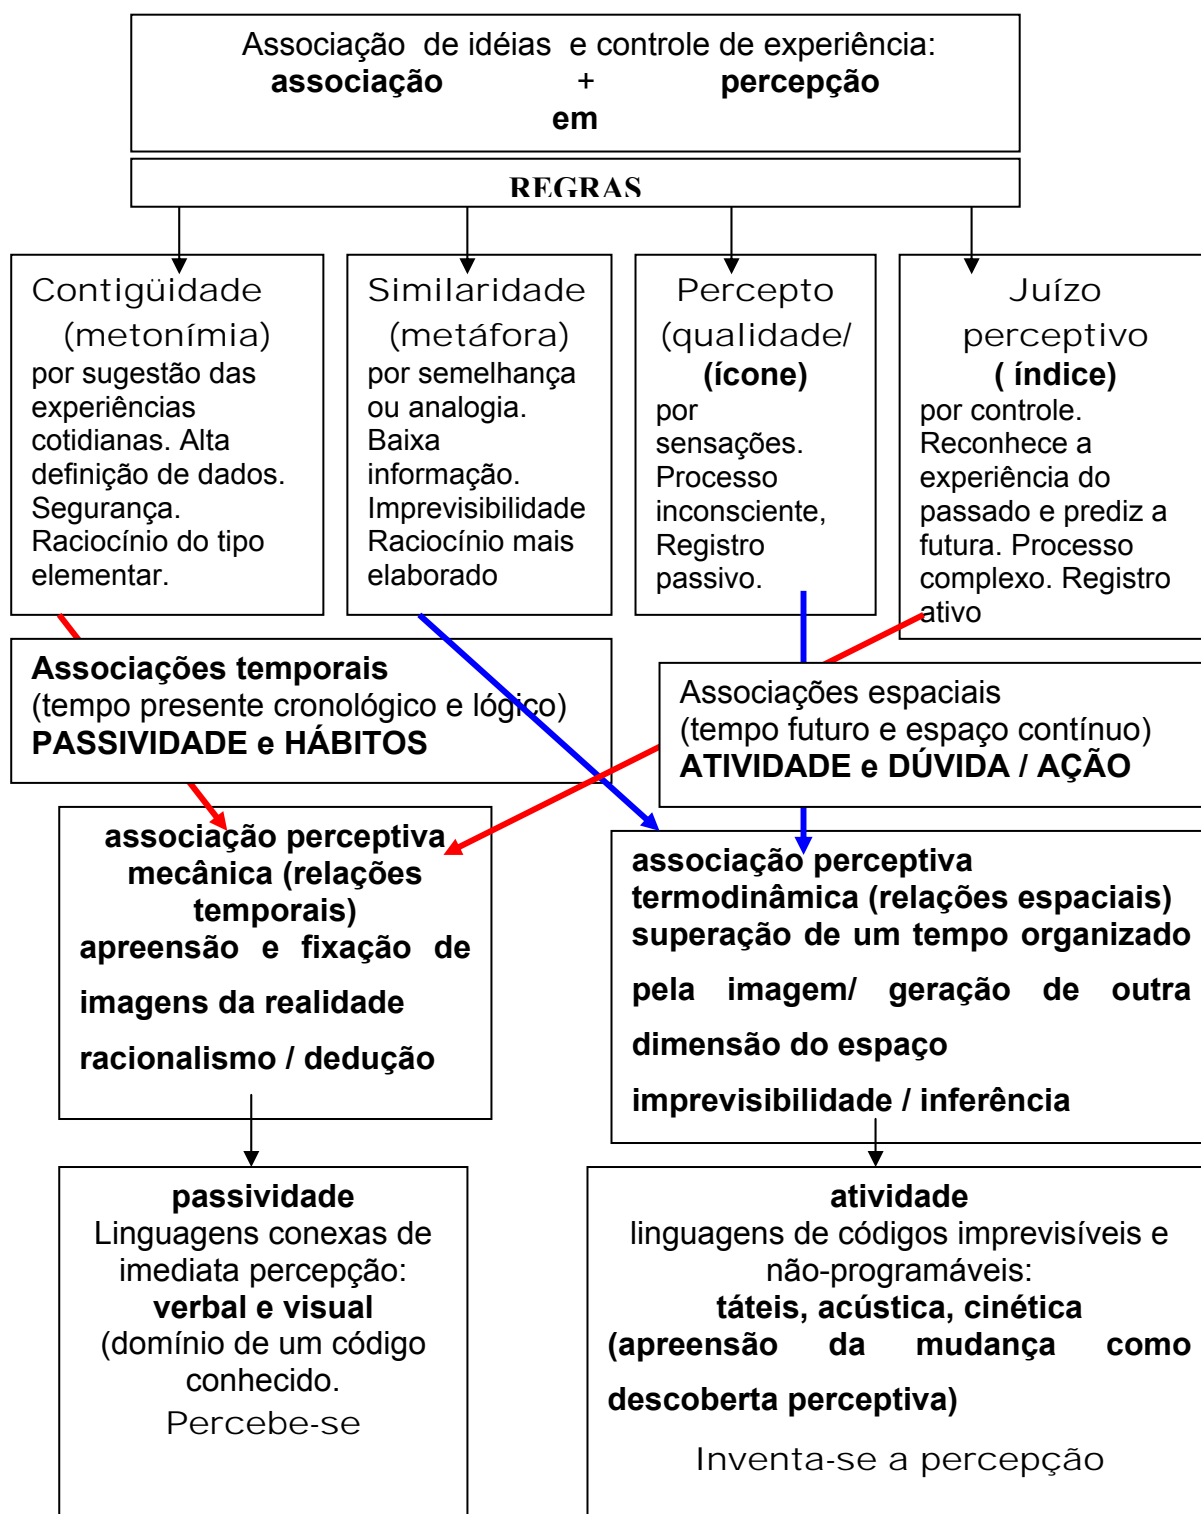 Associação de idéias e controle de experiência:
associação + percepção
em
REGRAS
Contigüidade
(metonímia)
por sugestão das
experiências
cotidianas. Alta
definição de dados.
Segurança.
Raciocínio do tipo
elementar.
Similaridade
(metáfora)
por semelhança
ou analogia.
Baixa
informação.
Imprevisibilidade
Raciocínio mais
elaborado
Percepto
(qualidade/
(ícone)
por
sensações.
Processo
inconsciente,
Registro
passivo.
Juízo
perceptivo
( índice)
por controle.
Reconhece a
experiência do
passado e prediz a
futura. Processo
complexo. Registro
ativo
Associações temporais
(tempo presente cronológico e lógico)
PASSIVIDADE e HÁBITOS
Associações espaciais
(tempo futuro e espaço contínuo)
ATIVIDADE e DÚVIDA / AÇÃO
associação perceptiva
mecânica (relações
temporais)
apreensão e fixação de
imagens da realidade
racionalismo / dedução
associação perceptiva
termodinâmica (relações espaciais)
superação de um tempo organizado
pela imagem/ geração de outra
dimensão do espaço
imprevisibilidade / inferência
passividade
Linguagens conexas de
imediata percepção:
verbal e visual
(domínio de um código
conhecido.
Percebe-se
atividade
linguagens de códigos imprevisíveis e
não-programáveis:
táteis, acústica, cinética
(apreensão da mudança como
descoberta perceptiva)
Inventa-se a percepção